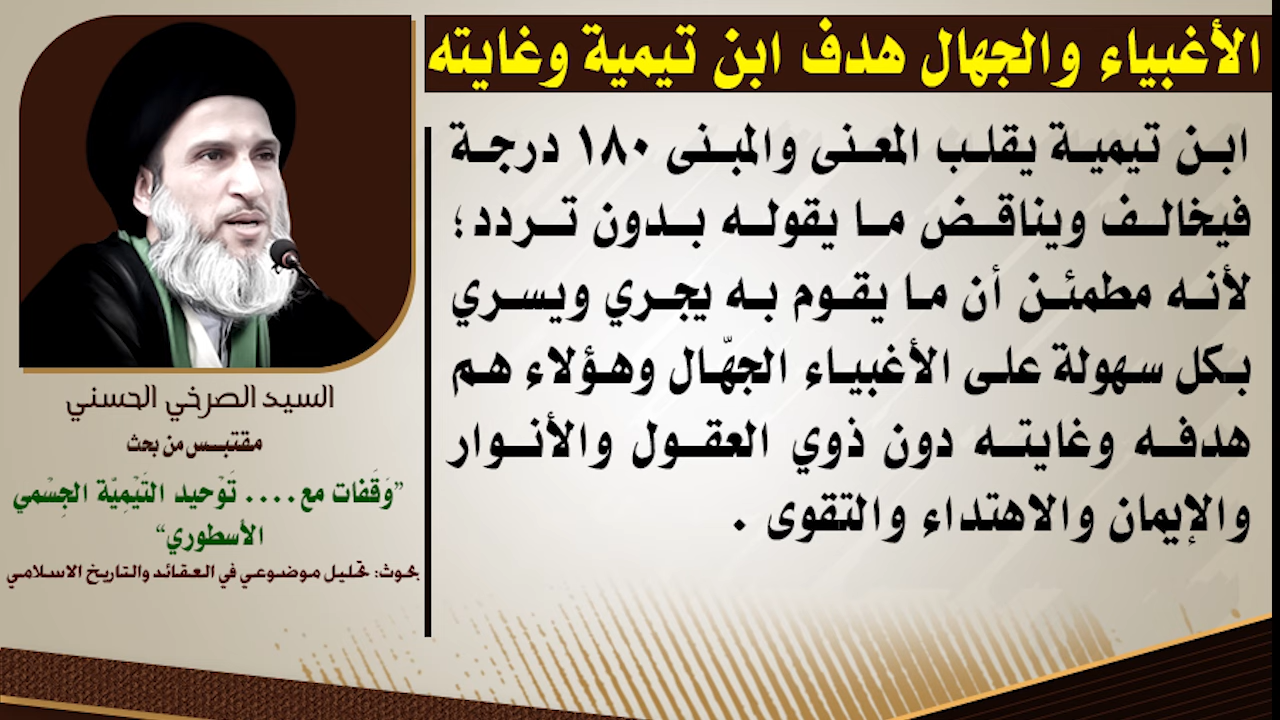 الأغبياء والجهال هدف ابن تيمية وغايته
ابن تيمية يقلب المعنى والمبنى ١٨٠ درجة
فيخالف ويناقض ما يقوله بدون تردد؛
لأنه مطمئن أن ما يقوم به يجري ويسري
بكل سهولة على الأغبياء الجهّال وهؤلاء هم
هدفه وغايته دون ذوي العقول والأنوار
والإيمان والاهتداء والتقوى .
السيد الصرخي الحسني
مقتبس من بحث
”وَقَفات مع .... تَوْحيد التَيْمِيّة الجِسْمي
الأسطوري“
بحوث: تحليل موضوعي في العقائد والتاريخ الاسلامي